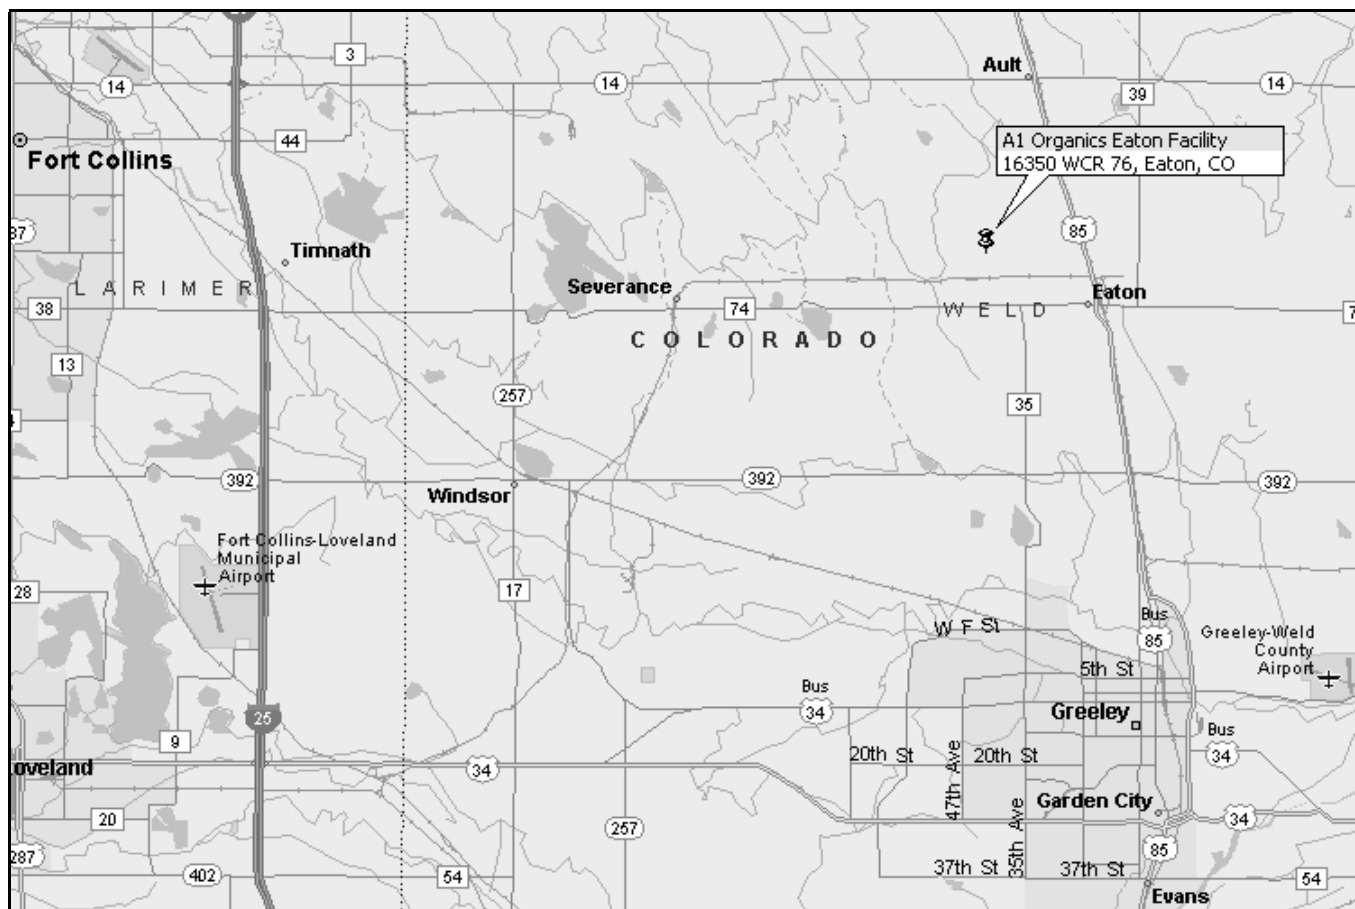 3
Ault
14
14
14
39
44
A1 Organics Eaton Facility
16350 WCR 76, Eaton, CO
Fort Collins
87
85
Timnath
LARIMER
Severance
Eaton
38
74
WELD
COLORADO
13
257
35
392
392
392
Windsor
Fort Collins-Loveland
Municipal
Airport
28
17
Bus
85
W F St
Greeley-Weld
County
Airport
5th St
Bus
34
Greeley
25
Bus
34
9
20th St
47th Ave
20th St
Loveland
34
35th Ave
Garden City
20
257
34
85
287
402
54
37th St
37th St
54
Evans